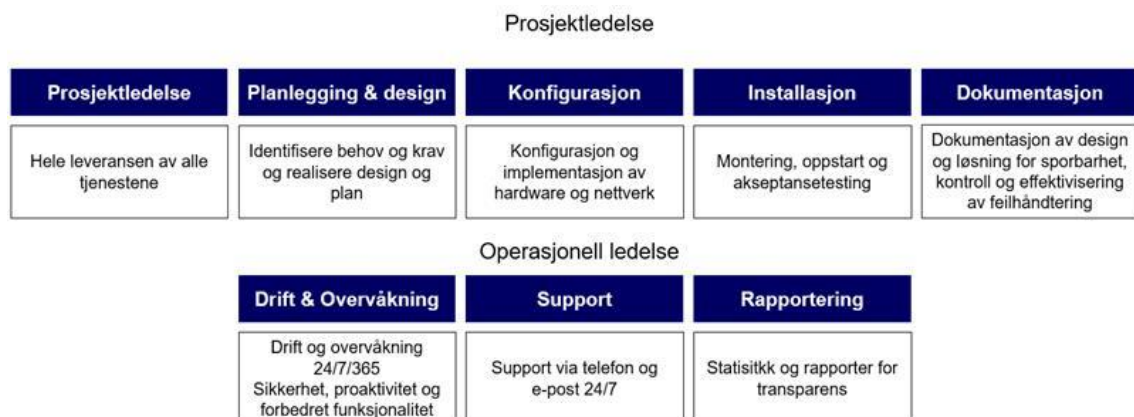 Prosjektledelse
Prosjektledelse
Planlegging & design
Konfigurasjon
Installasjon
Dokumentasjon
Hele leveransen av alle
tjenestene
Identifisere behov og krav
og realisere design og
plan
Konfigurasjon og
implementasjon av
hardware og nettverk
Montering, oppstart og
akseptansetesting
Dokumentasjon av design
og løsning for sporbarhet,
kontroll og effektivisering
av feilhåndtering
Operasjonell ledelse
Drift & Overvåkning
Support
Rapportering
Drift og overvåkning
24/7/365
Sikkerhet, proaktivitet og
forbedret funksjonalitet
Support via telefon og
e-post 24/7
Statisitkk og rapporter for
transparens